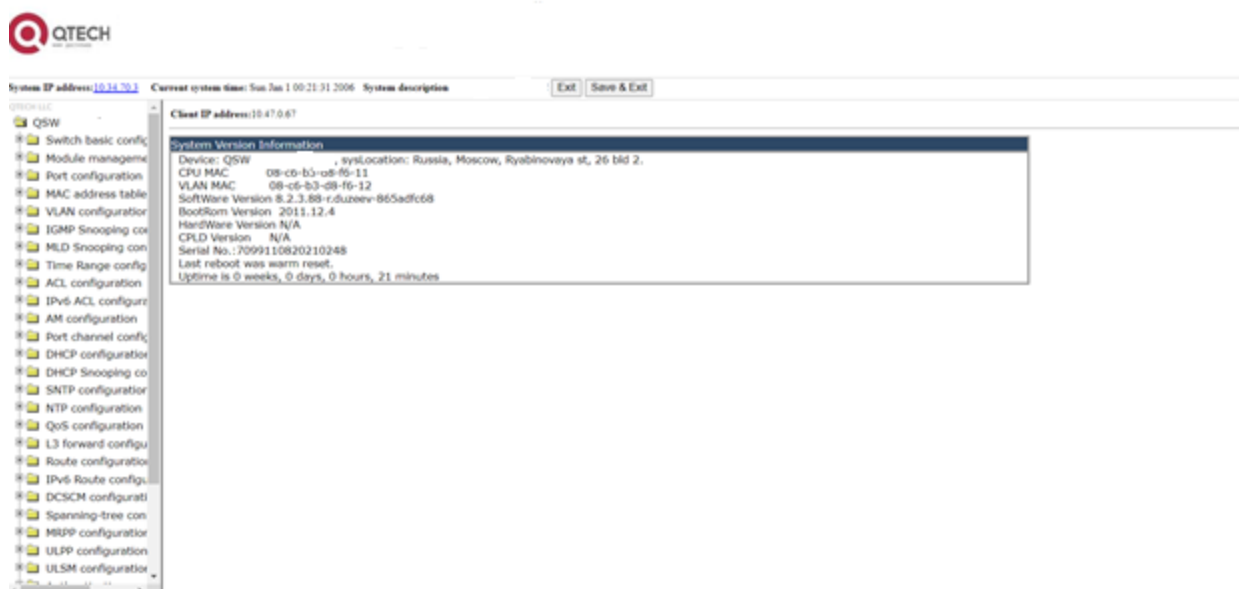 QTECH
System IP address:10.34.70.3 Current system time: Sun Jan 1 00:21:31 2006 System description Exit Save & Exit
QTECH LLC
Client IP address:10.47.0.67
QSW
Switch basic config
Module manageme
Port configuration
MAC address table
VLAN configuration
IGMP Snooping co
MLD Snooping con
Time Range config
ACL configuration
IPv6 ACL configura
AM configuration
Port channel config
DHCP configuration
DHCP Snooping co
SNTP configuration
NTP configuration
QoS configuration
L3 forward configu
Route configuration
IPv6 Route configu
DCSCM configurati
Spanning-tree con
MRPP configuration
ULPP configuration
ULSM configuration
System Version Information
Device: QSW , sysLocation: Russia, Moscow, Ryabinovaya st, 26 bld 2.
CPU MAC 08-c6-b3-d8-f6-11
VLAN MAC 08-c6-b3-d8-f6-12
SoftWare Version 8.2.3.88-r.duzeev-865adfc68
BootRom Version 2011.12.4
HardWare Version N/A
CPLD Version N/A
Serial No.:7099110820210248
Last reboot was warm reset.
Uptime is 0 weeks, 0 days, 0 hours, 21 minutes